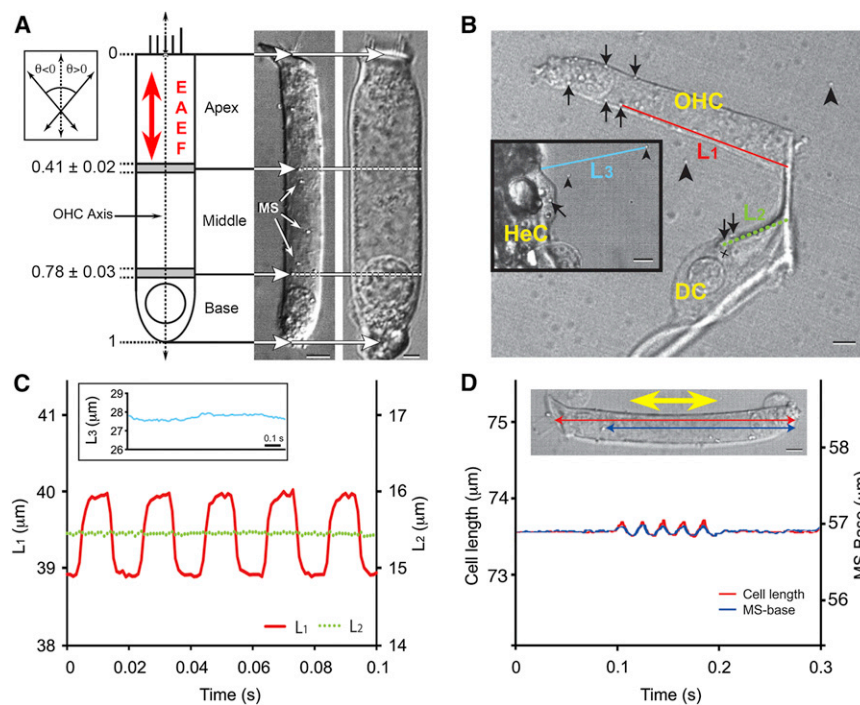 A
θ<0 θ>0
0
EAEF
Apex
0.41 ± 0.02
OHC Axis
Middle
MS
0.78 ± 0.03
Base
1
B
OHC
L1
L3
HeC
L2
x
DC
C
L3 (μm)
29
28
27
26
0.1 s
41
40
39
38
L1 (μm)
17
16
15
14
L2 (μm)
L1 L2
0 0.02 0.04 0.06 0.08 0.1
Time (s)
D
75
74
73
Cell length (μm)
58
57
56
MS-Base (μm)
Cell length
MS-base
0 0.1 0.2 0.3
Time (s)